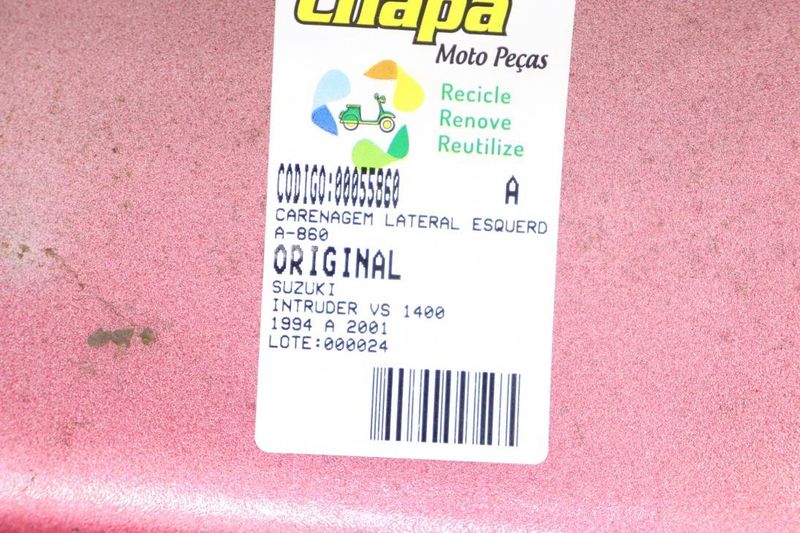 Chapa
Moto Peças
Recicle
Renove
Reutilize
CODIGO:00055860 A
CARENAGEM LATERAL ESQUERD
A-860
ORIGINAL
SUZUKI
INTRUDER VS 1400
1994 A 2001
LOTE:000024